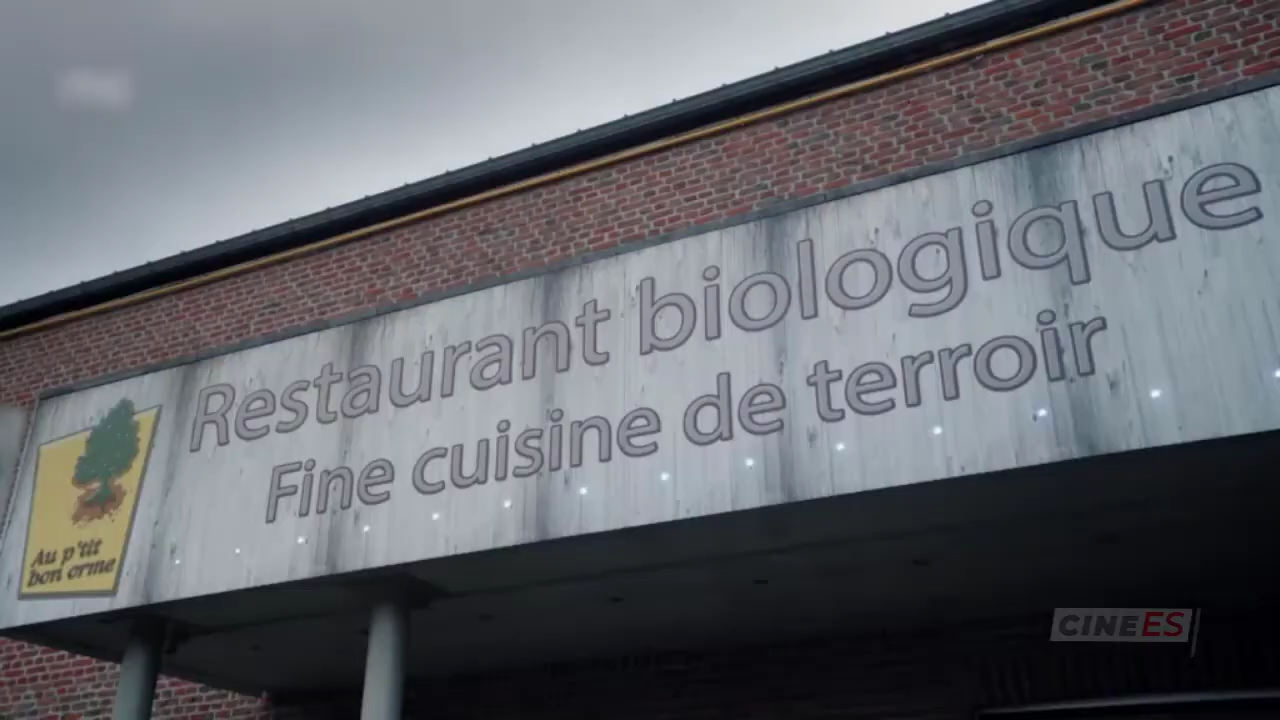 Restaurant biologique
Fine cuisine de terroir
Au p'tit
bon orme
CINEES